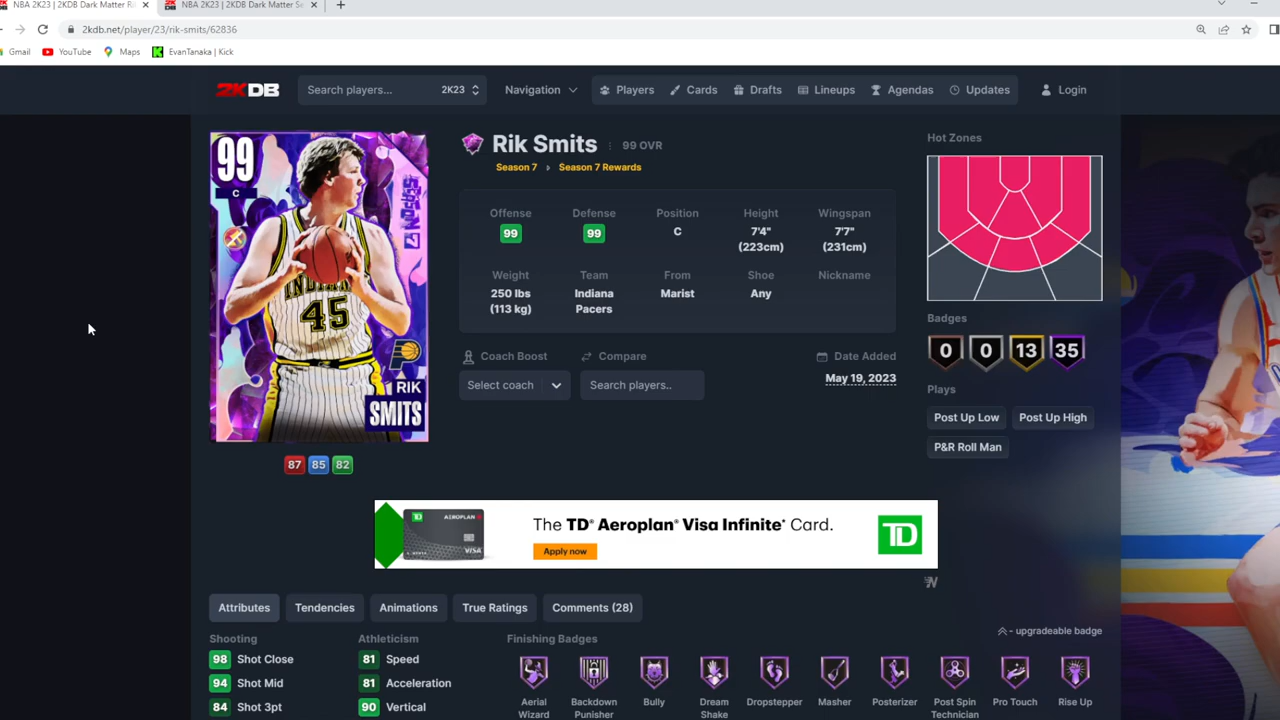 NBA 2K23 | 2KDB Dark Matter Ri
NBA 2K23 | 2KDB Dark Matter Se
2kdb.net/player/23/rik-smits/62836
Gmail
YouTube
Maps
EvanTanaka | Kick
2KDB
Search players...
2K23
Navigation
Players
Cards
Drafts
Lineups
Agendas
Updates
Login
99
C
SEASON 7
INDIANA
45
RIK
SMITS
87
85
82
Rik Smits
99 OVR
Season 7
Season 7 Rewards
Offense
99
Defense
99
Position
C
Height
7'4"
(223cm)
Wingspan
7'7"
(231cm)
Weight
250 lbs
(113 kg)
Team
Indiana
Pacers
From
Marist
Shoe
Any
Nickname
Coach Boost
Select coach
Compare
Search players..
Date Added
May 19, 2023
Hot Zones
Badges
0
0
13
35
Plays
Post Up Low
Post Up High
P&R Roll Man
TD
AEROPLAN
VISA
The TD® Aeroplan® Visa Infinite* Card.
Apply now
TD
Attributes
Tendencies
Animations
True Ratings
Comments (28)
- upgradeable badge
Shooting
98 Shot Close
94 Shot Mid
84 Shot 3pt
Athleticism
81 Speed
81 Acceleration
90 Vertical
Finishing Badges
Aerial
Wizard
Backdown
Punisher
Bully
Dream
Shake
Dropstepper
Masher
Posterizer
Post Spin
Technician
Pro Touch
Rise Up